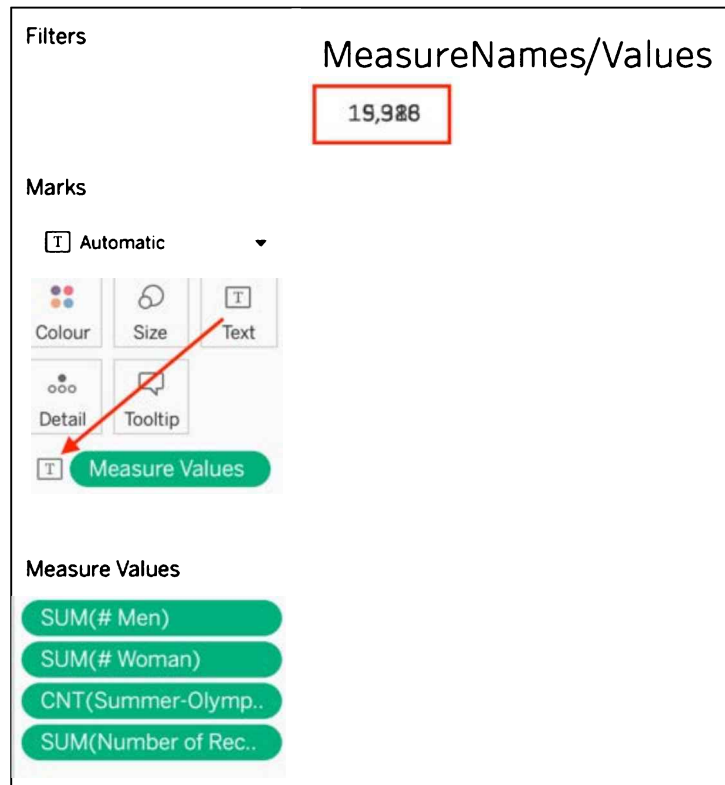 Filters
MeasureNames/Values
Marks
T Automatic
T
Colour Size Text
Detail Tooltip
T Measure Values
Measure Values
SUM(# Men)
SUM(# Woman)
CNT(Summer-Olymp..
SUM(Number of Rec..